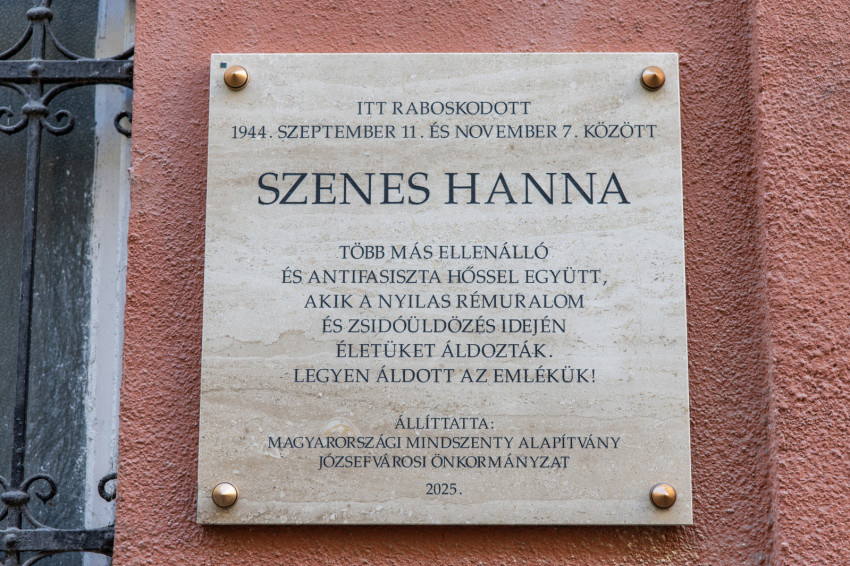 ITT RABOSKODOTT
1944. SZEPTEMBER 11. ÉS NOVEMBER 7. KÖZÖTT
SZENES HANNA
TÖBB MÁS ELLENÁLLÓ
ÉS ANTIFASISZTA HŐSSEL EGYÜTT,
AKIK A NYILAS RÉMURALOM
ÉS ZSIDÓÜLDÖZÉS IDEJÉN
ÉLETÜKET ÁLDOZTÁK.
LEGYEN ÁLDOTT AZ EMLÉKÜK!
ÁLLÍTTATTA:
MAGYARORSZÁGI MINDSZENTY ALAPÍTVÁNY
JÓZSEFVÁROSI ÖNKORMÁNYZAT
2025.